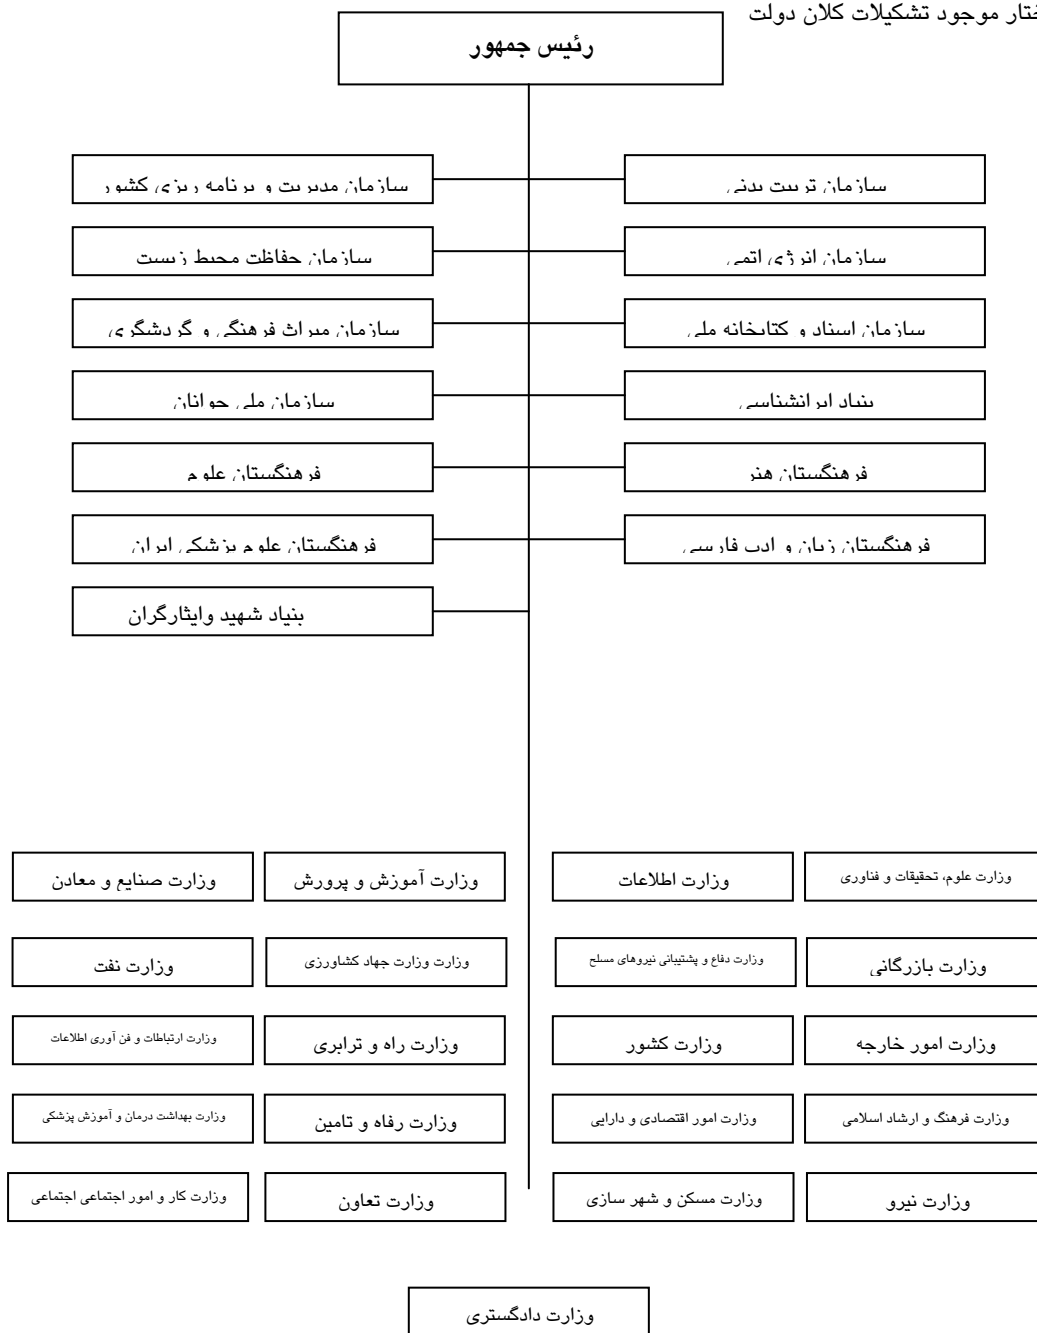 ختار موجود تشکیلات کلان دولت
رئیس جمهور
سازمان تربیت بدنی
سازمان مدیریت و برنامه ریزی کشور
سازمان انرژی اتمی
سازمان حفاظت محیط زیست
سازمان اسناد و کتابخانه ملی
سازمان میراث فرهنگی و گردشگری
بنیاد ایرانشناسی
سازمان ملی جوانان
فرهنگستان هنر
فرهنگستان علوم
فرهنگستان زبان و ادب فارسی
فرهنگستان علوم پزشکی ایران
بنیاد شهید وایثارگران
وزارت علوم، تحقیقات و فناوری
وزارت اطلاعات
وزارت آموزش و پرورش
وزارت صنایع و معادن
وزارت بازرگانی
وزارت دفاع و پشتیبانی نیروهای مسلح
وزارت وزارت جهاد کشاورزی
وزارت نفت
وزارت امور خارجه
وزارت کشور
وزارت راه و ترابری
وزارت ارتباطات و فن آوری اطلاعات
وزارت فرهنگ و ارشاد اسلامی
وزارت امور اقتصادی و دارایی
وزارت رفاه و تامین
وزارت بهداشت درمان و آموزش پزشکی
وزارت نیرو
وزارت مسکن و شهر سازی
وزارت تعاون
وزارت کار و امور اجتماعی اجتماعی
وزارت دادگستری